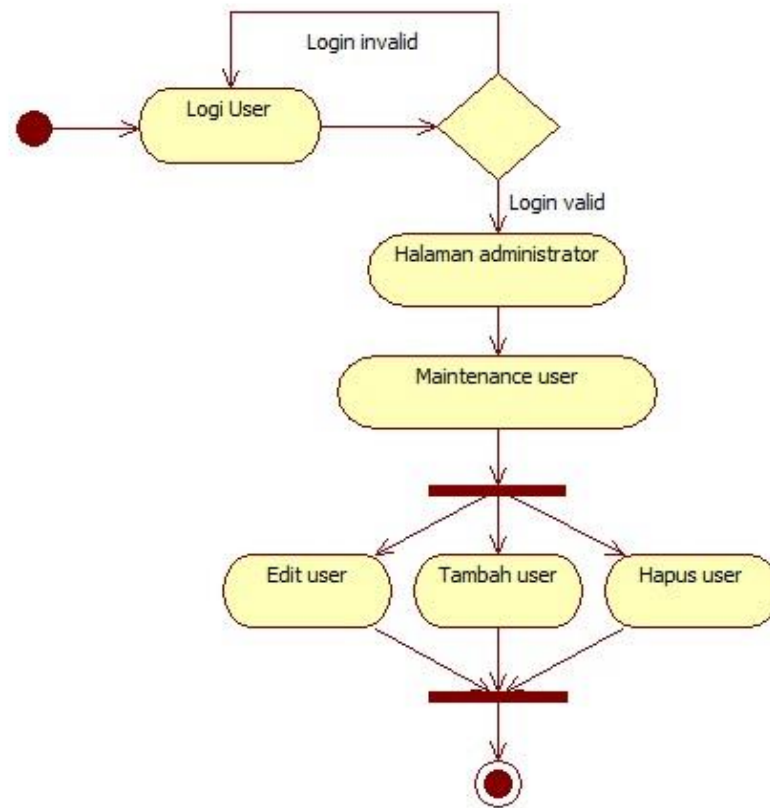 Login invalid
Logi User
Login valid
Halaman administrator
Maintenance user
Edit user
Tambah user
Hapus user